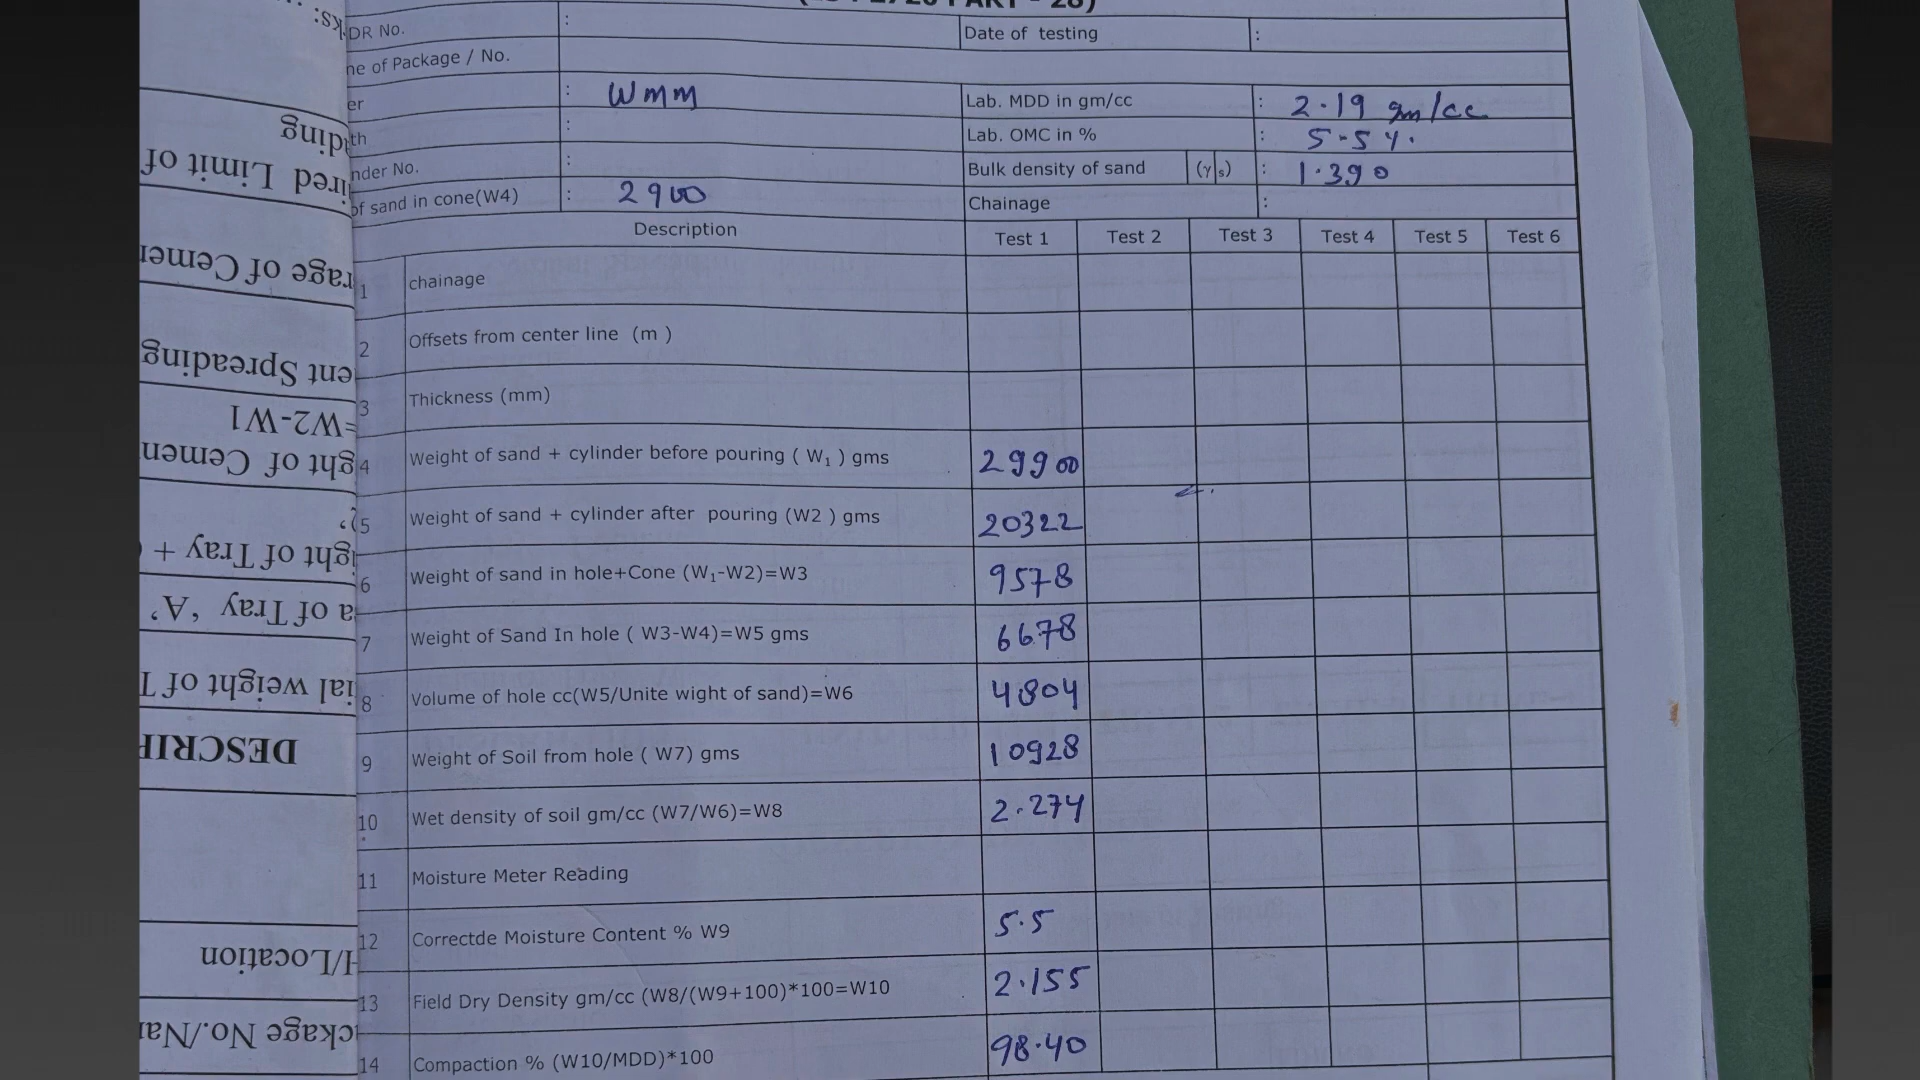 DR No. :
Date of testing :
ne of Package / No.
er : WMM
Lab. MDD in gm/cc : 2.19 gm/cc
th :
Lab. OMC in % : 5.5 %.
nder No. :
Bulk density of sand (γs) : 1.390
of sand in cone(W4) : 2900
Chainage :
Description Test 1 Test 2 Test 3 Test 4 Test 5 Test 6
1 chainage
2 Offsets from center line (m )
3 Thickness (mm)
4 Weight of sand + cylinder before pouring ( W₁ ) gms 29900
5 Weight of sand + cylinder after pouring (W2 ) gms 20322
6 Weight of sand in hole+Cone (W₁-W2)=W3 9578
7 Weight of Sand In hole ( W3-W4)=W5 gms 6678
8 Volume of hole cc(W5/Unite wight of sand)=W6 4804
9 Weight of Soil from hole ( W7) gms 10928
10 Wet density of soil gm/cc (W7/W6)=W8 2.274
11 Moisture Meter Reading
12 Correctde Moisture Content % W9 5.5
13 Field Dry Density gm/cc (W8/(W9+100)*100=W10 2.155
14 Compaction % (W10/MDD)*100 98.40
ckage No./Na
/Location
DESCRI
ial weight of T
a of Tray ‘A’
ight of Tray +
ght of Cemen
=W2-W1
ent Spreading
rage of Cemen
ired Limit of
ding
ks: